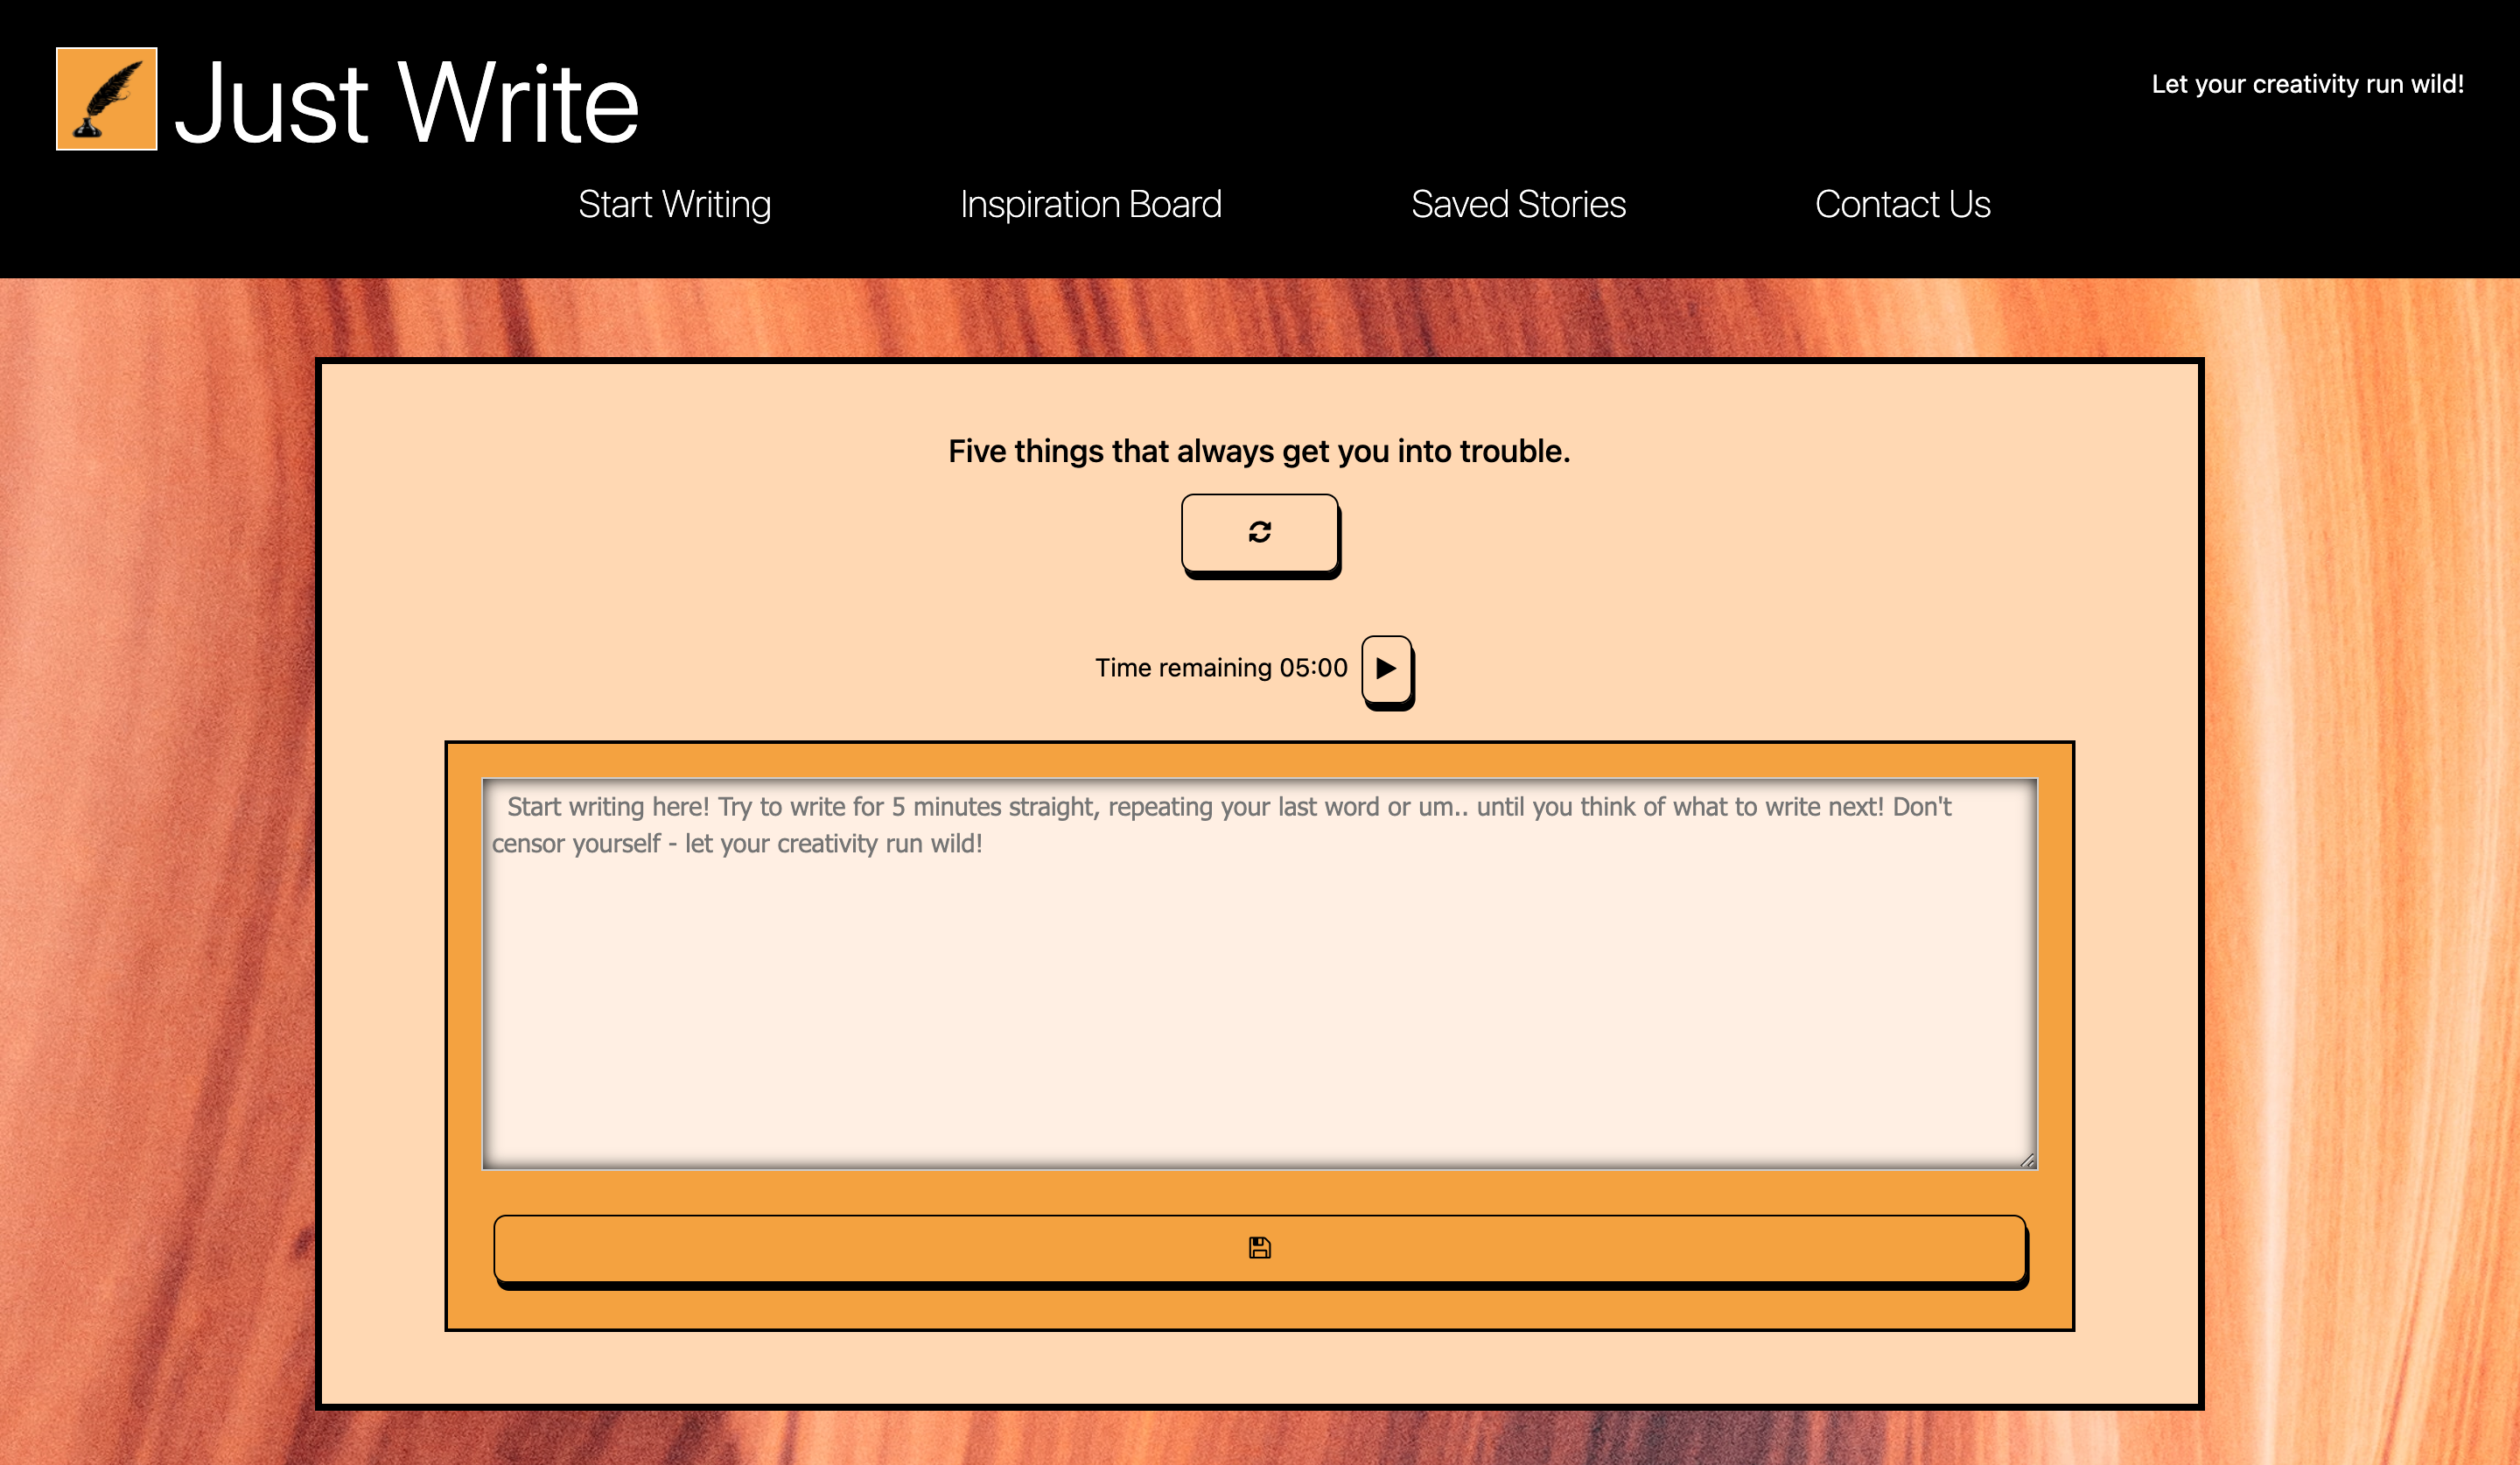 Just Write
Let your creativity run wild!
Start Writing
Inspiration Board
Saved Stories
Contact Us
Five things that always get you into trouble.
Time remaining 05:00
Start writing here! Try to write for 5 minutes straight, repeating your last word or um.. until you think of what to write next! Don't
censor yourself - let your creativity run wild!